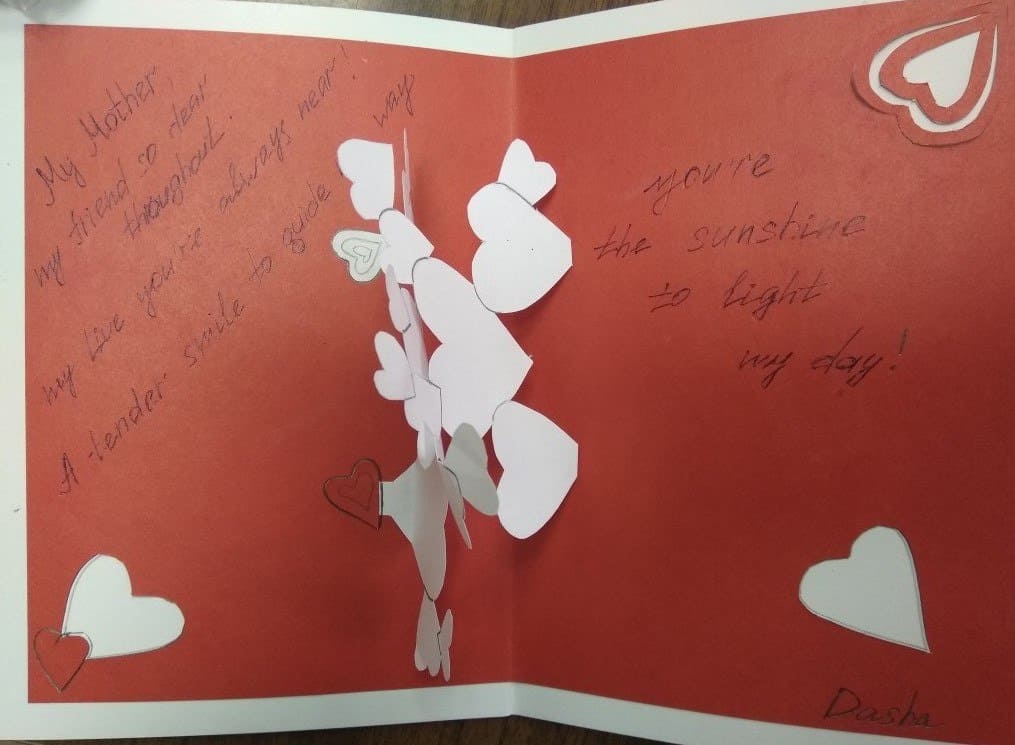 My Mother
my friend so dear
throughout.
my live you're always near!
A tender smile to guide way
you're
the sunshine
to light
my day!
Dasha